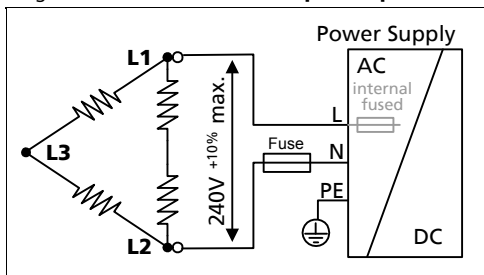 Power Supply
L1
AC
internal
fused
L
240V +10% max.
Fuse
N
L3
PE
L2
DC